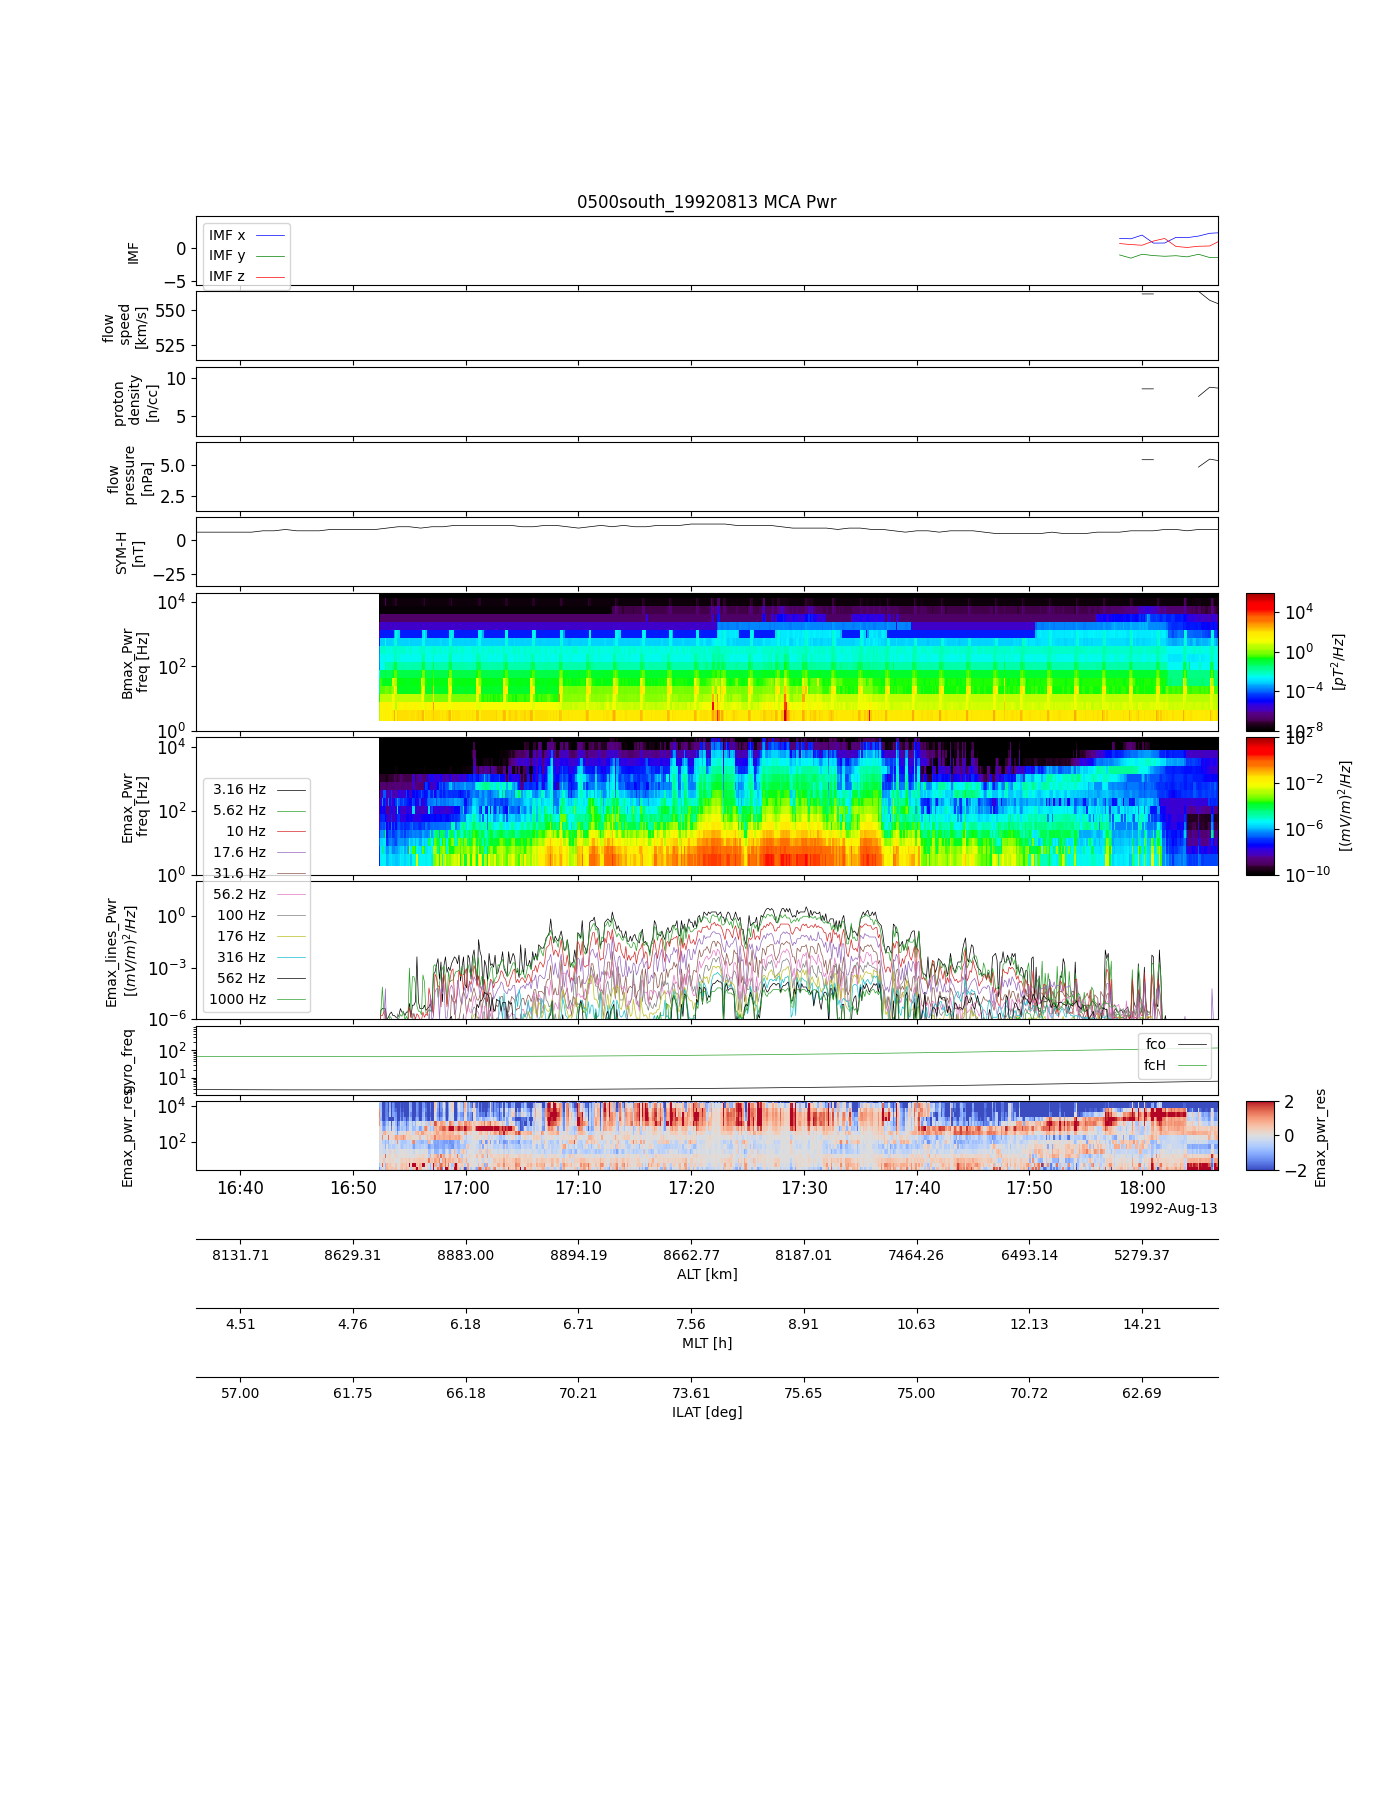 0500south_19920813 MCA Pwr
IMF
0
−5
IMF x
IMF y
IMF z
flow
speed
[km/s]
550
525
proton
density
[n/cc]
10
5
flow
pressure
[nPa]
5.0
2.5
SYM-H
[nT]
0
−25
Bmax_Pwr
freq [Hz]
10^4
10^2
10^0
10^4
10^0
10^−4
10^−8
[pT^2/Hz]
Emax_Pwr
freq [Hz]
10^4
10^2
10^0
10^2
10^−2
10^−6
10^−10
[(mV/m)^2/Hz]
3.16 Hz
5.62 Hz
10 Hz
17.6 Hz
31.6 Hz
56.2 Hz
100 Hz
176 Hz
316 Hz
562 Hz
1000 Hz
Emax_lines_Pwr
[(mV/m)^2/Hz]
10^0
10^−3
10^−6
gyro_freq
10^2
10^1
fco
fcH
Emax_pwr_res
10^4
10^2
2
0
−2
Emax_pwr_res
16:40 16:50 17:00 17:10 17:20 17:30 17:40 17:50 18:00
1992-Aug-13
8131.71 8629.31 8883.00 8894.19 8662.77 8187.01 7464.26 6493.14 5279.37
ALT [km]
4.51 4.76 6.18 6.71 7.56 8.91 10.63 12.13 14.21
MLT [h]
57.00 61.75 66.18 70.21 73.61 75.65 75.00 70.72 62.69
ILAT [deg]